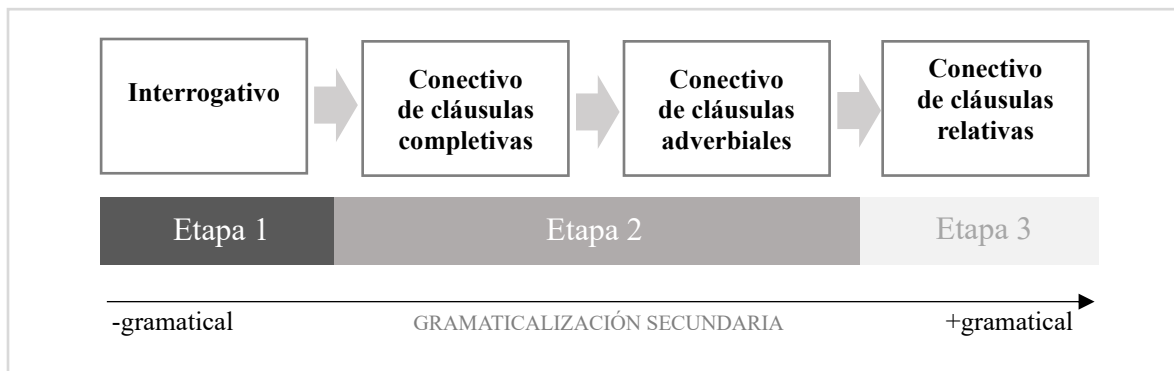 Interrogativo
Conectivo
de cláusulas
completivas
Conectivo
de cláusulas
adverbiales
Conectivo
de cláusulas
relativas
Etapa 1
Etapa 2
Etapa 3
-gramatical
GRAMATICALIZACIÓN SECUNDARIA
+gramatical